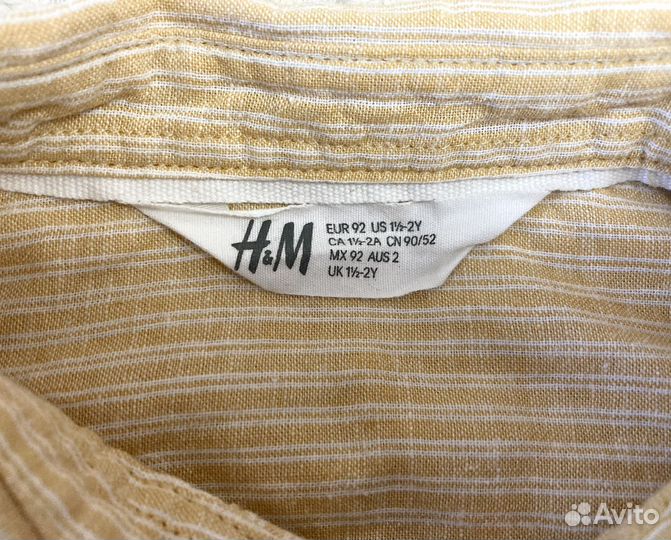 H&M
EUR 92 US 1½-2Y
CA 1½-2A CN 90/52
MX 92 AUS 2
UK 1½-2Y
Avito